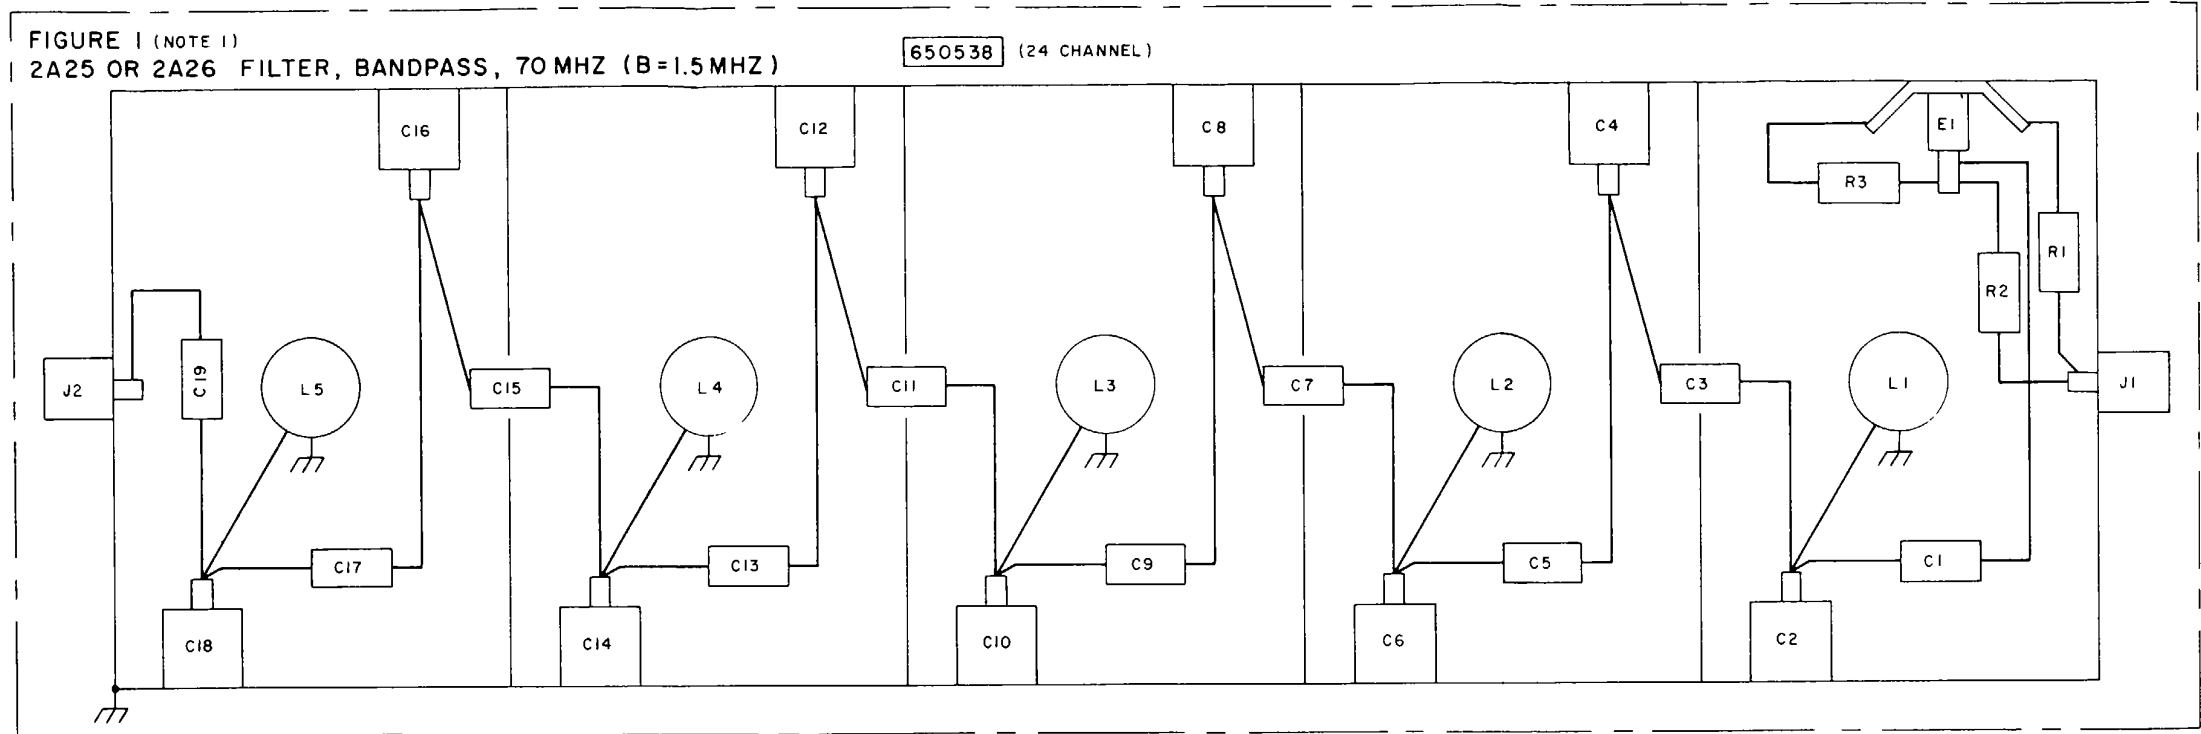 FIGURE 1 (NOTE 1)
2A25 OR 2A26 FILTER, BANDPASS, 70 MHZ (B=1.5MHZ)
650538 (24 CHANNEL)
C16
C12
C8
C4
E1
R3
R1
R2
J2
C19
L5
C15
L4
C11
L3
C7
L2
C3
L1
J1
C17
C13
C9
C5
C1
C18
C14
C10
C6
C2